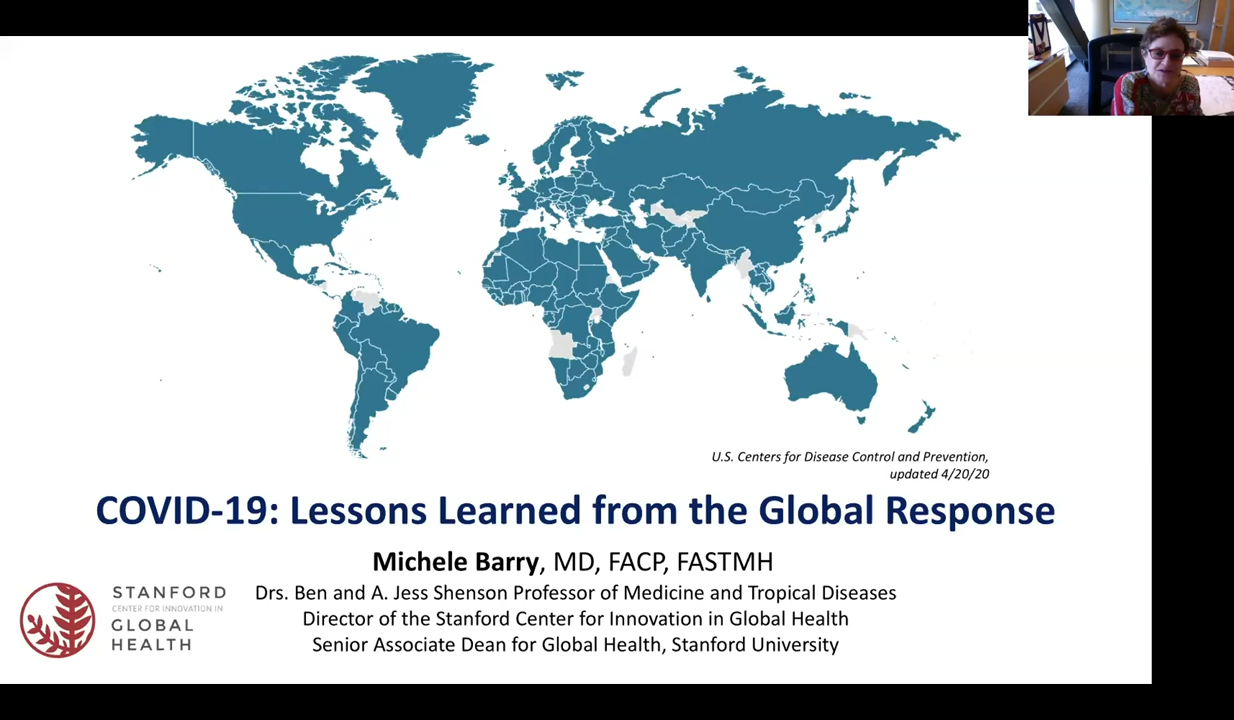 U.S. Centers for Disease Control and Prevention,
updated 4/20/20
COVID-19: Lessons Learned from the Global Response
Michele Barry, MD, FACP, FASTMH
Drs. Ben and A. Jess Shenson Professor of Medicine and Tropical Diseases
Director of the Stanford Center for Innovation in Global Health
Senior Associate Dean for Global Health, Stanford University
STANFORD
CENTER FOR INNOVATION IN
GLOBAL
HEALTH